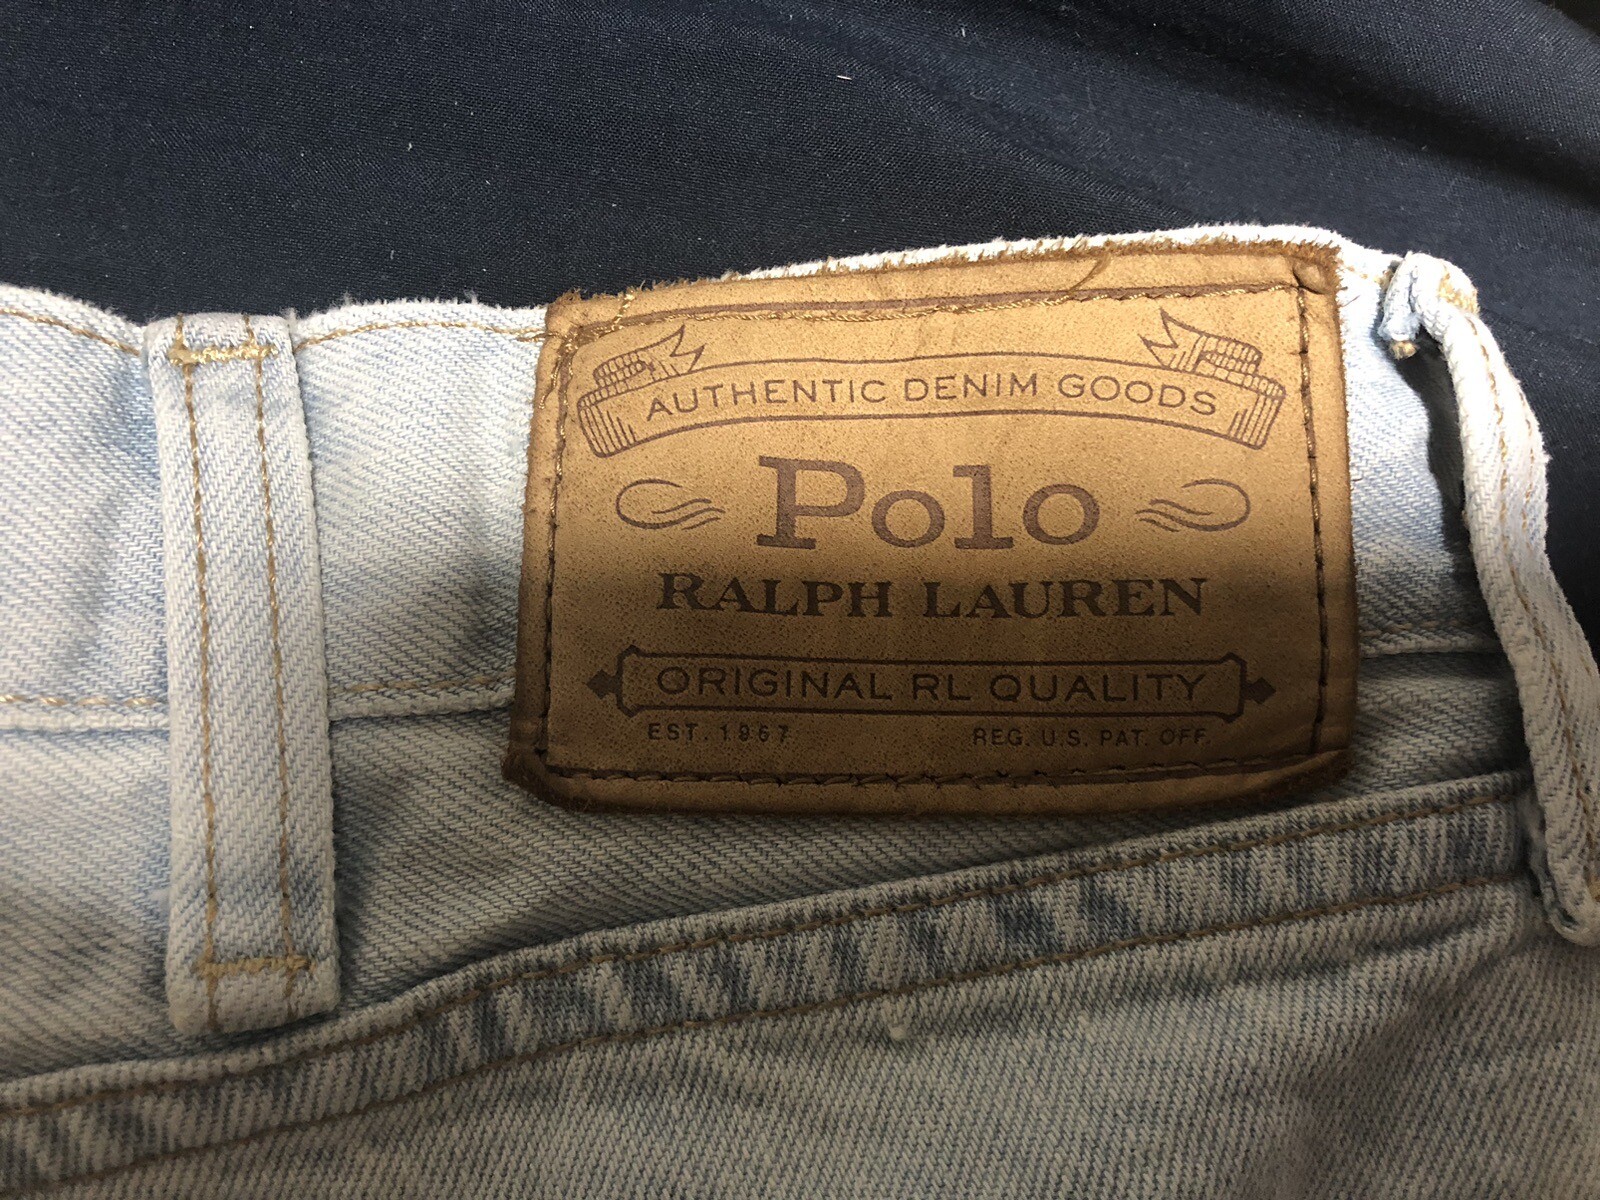 AUTHENTIC DENIM GOODS
Polo
RALPH LAUREN
ORIGINAL RL QUALITY
EST. 1967 REG. U.S. PAT. OFF.